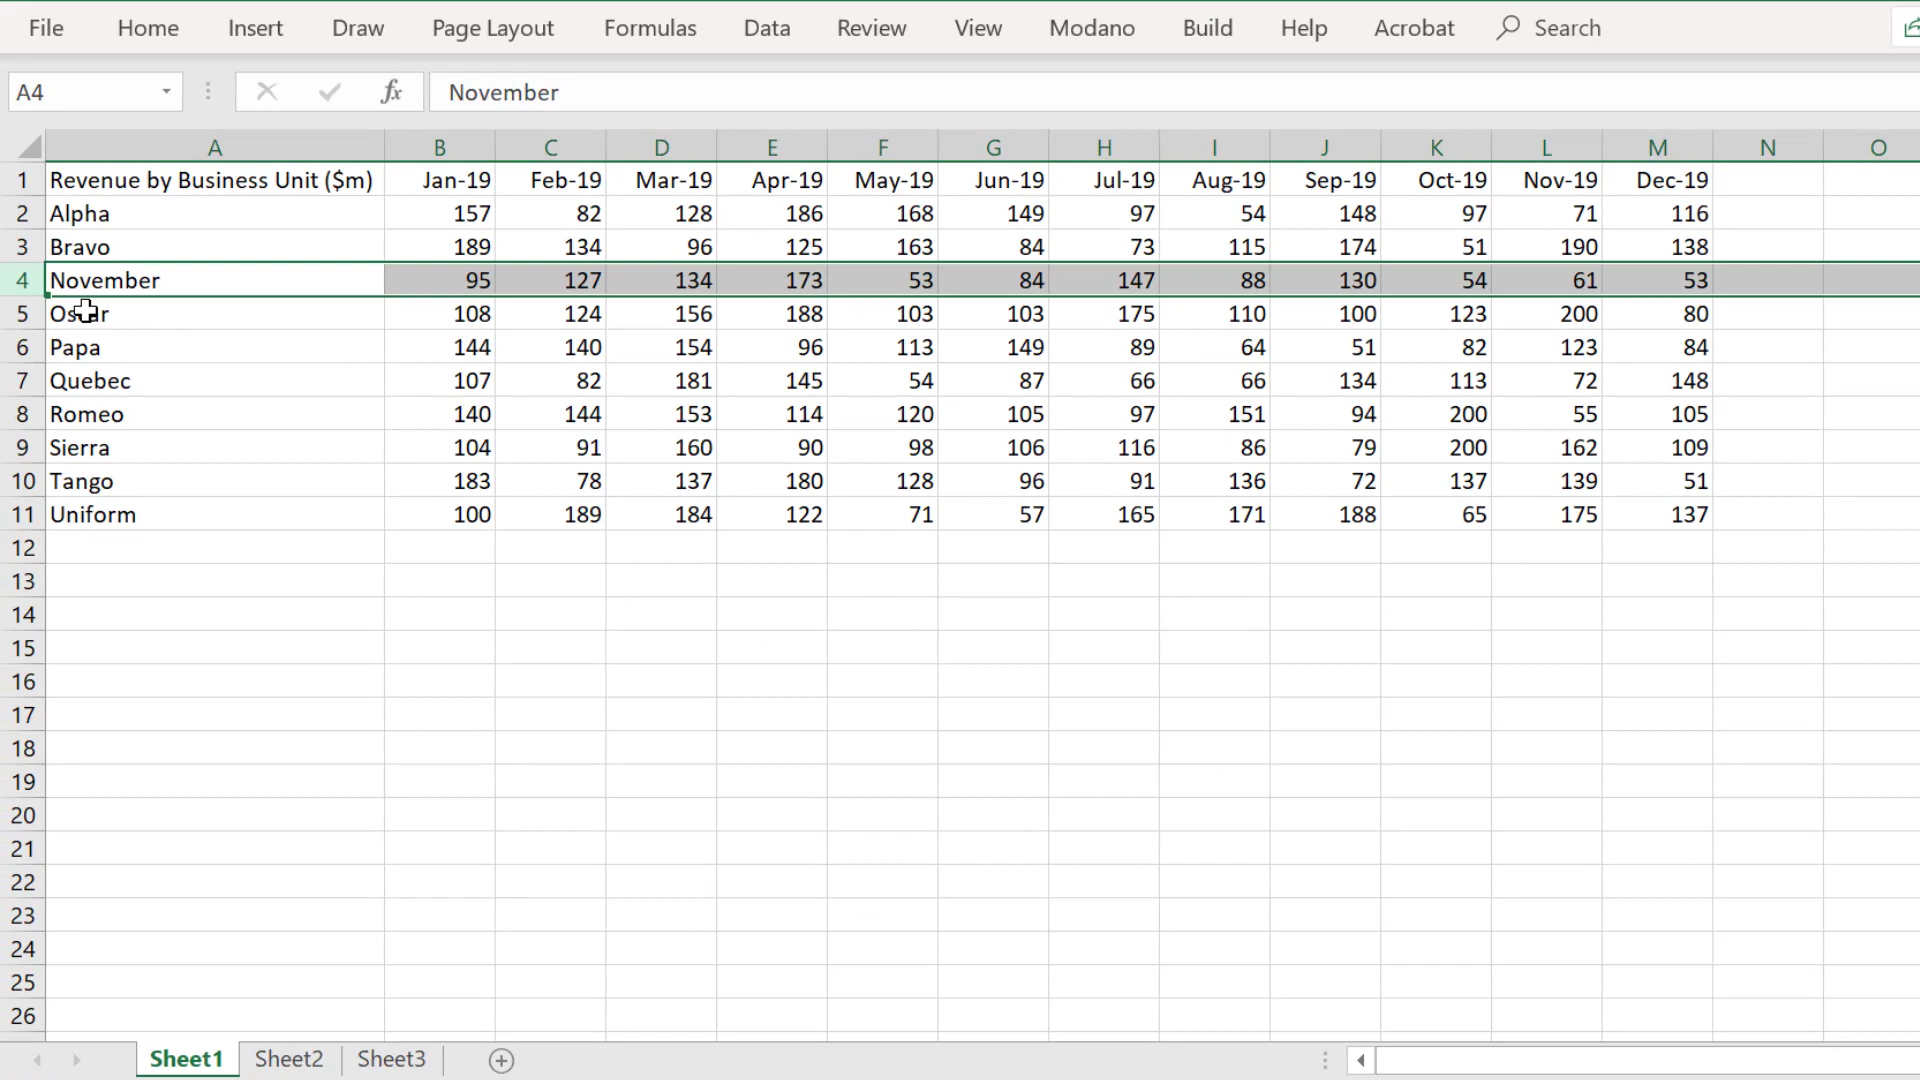 File Home Insert Draw Page Layout Formulas Data Review View Modano Build Help Acrobat Search
A4 fx November
A B C D E F G H I J K L M N O
1 Revenue by Business Unit ($m) Jan-19 Feb-19 Mar-19 Apr-19 May-19 Jun-19 Jul-19 Aug-19 Sep-19 Oct-19 Nov-19 Dec-19
2 Alpha 157 82 128 186 168 149 97 54 148 97 71 116
3 Bravo 189 134 96 125 163 84 73 115 174 51 190 138
4 November 95 127 134 173 53 84 147 88 130 54 61 53
5 Oscar 108 124 156 188 103 103 175 110 100 123 200 80
6 Papa 144 140 154 96 113 149 89 64 51 82 123 84
7 Quebec 107 82 181 145 54 87 66 66 134 113 72 148
8 Romeo 140 144 153 114 120 105 97 151 94 200 55 105
9 Sierra 104 91 160 90 98 106 116 86 79 200 162 109
10 Tango 183 78 137 180 128 96 91 136 72 137 139 51
11 Uniform 100 189 184 122 71 57 165 171 188 65 175 137
12
13
14
15
16
17
18
19
20
21
22
23
24
25
26
Sheet1 Sheet2 Sheet3